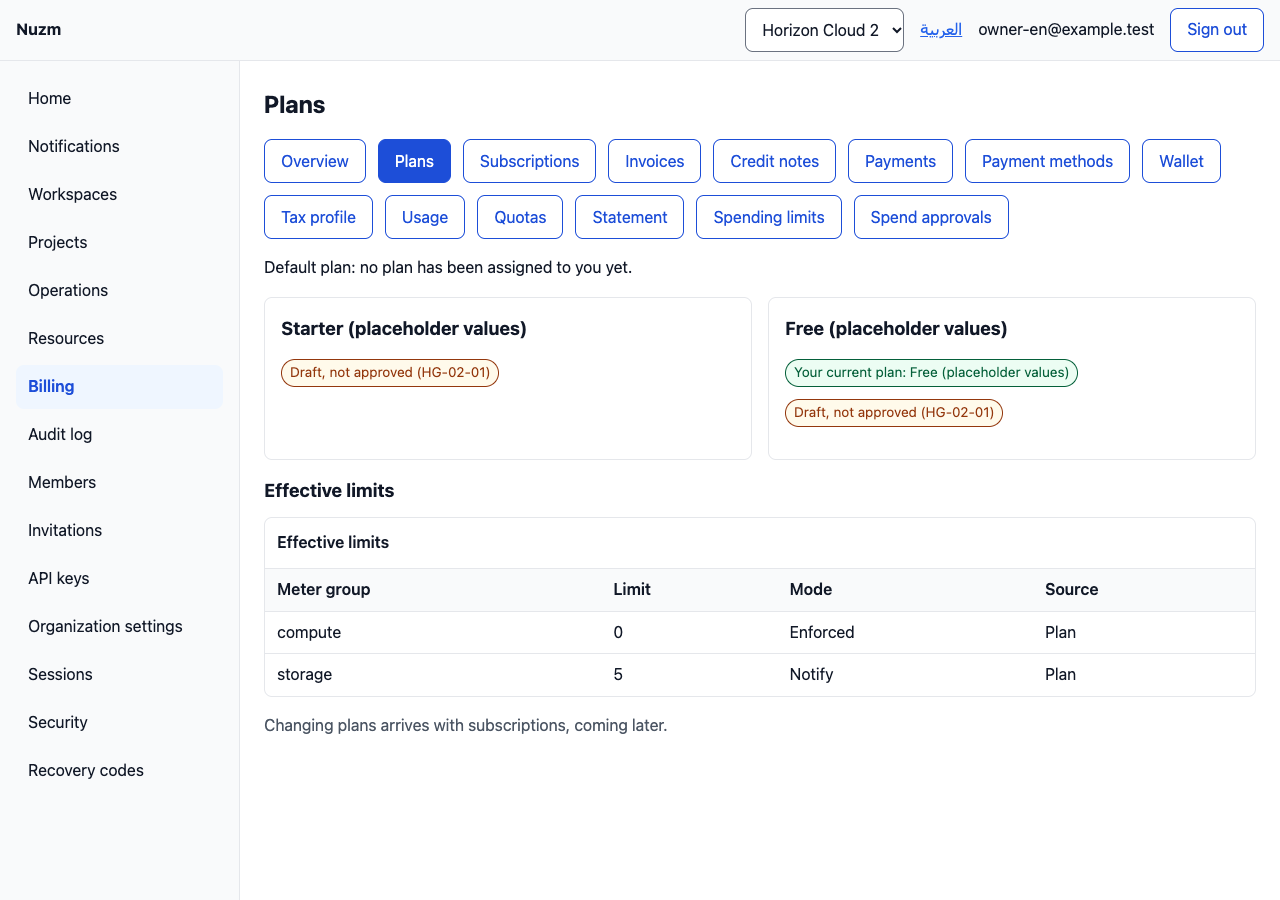 Nuzm
Horizon Cloud 2
العربية
owner-en@example.test
Sign out
Home
Notifications
Workspaces
Projects
Operations
Resources
Billing
Audit log
Members
Invitations
API keys
Organization settings
Sessions
Security
Recovery codes
Plans
Overview Plans Subscriptions Invoices Credit notes Payments Payment methods Wallet
Tax profile Usage Quotas Statement Spending limits Spend approvals
Default plan: no plan has been assigned to you yet.
Starter (placeholder values)
Draft, not approved (HG-02-01)
Free (placeholder values)
Your current plan: Free (placeholder values)
Draft, not approved (HG-02-01)
Effective limits
Effective limits
Meter group Limit Mode Source
compute 0 Enforced Plan
storage 5 Notify Plan
Changing plans arrives with subscriptions, coming later.